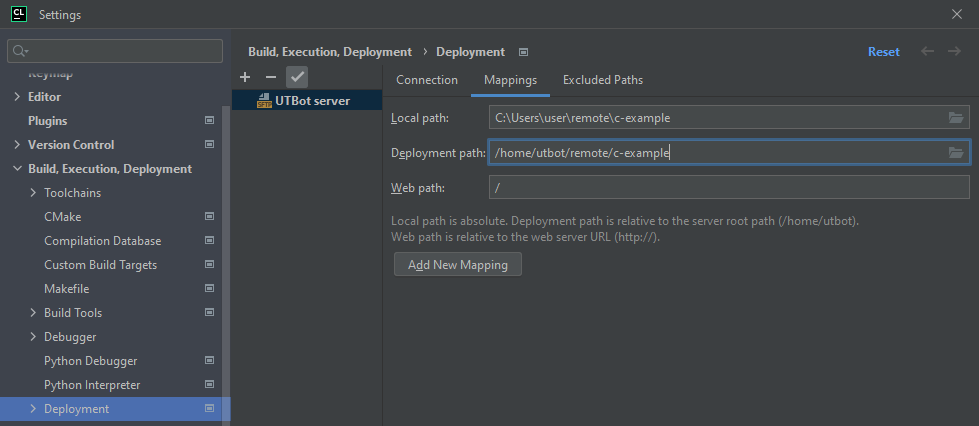 CL Settings
Build, Execution, Deployment › Deployment Reset
Keymap
Editor
Plugins
Version Control
Build, Execution, Deployment
Toolchains
CMake
Compilation Database
Custom Build Targets
Makefile
Build Tools
Debugger
Python Debugger
Python Interpreter
Deployment
SFTP UTBot server
Connection Mappings Excluded Paths
Local path: C:\Users\user\remote\c-example
Deployment path: /home/utbot/remote/c-example
Web path: /
Local path is absolute. Deployment path is relative to the server root path (/home/utbot).
Web path is relative to the web server URL (http://).
Add New Mapping